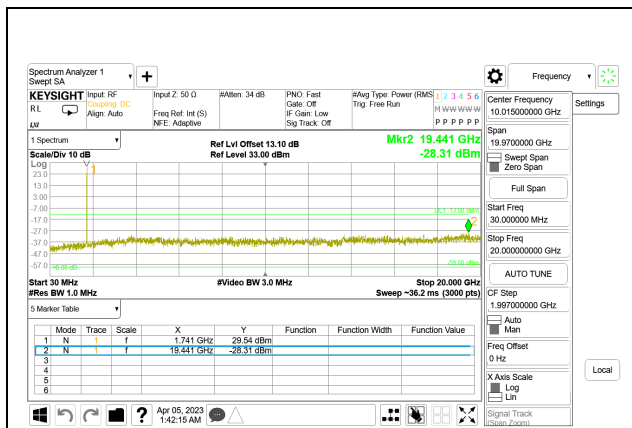 Spectrum Analyzer 1
Swept SA
Frequency
KEYSIGHT
RL
LXI
Input: RF
Coupling: DC
Align: Auto
Input Z: 50 Ω
Freq Ref: Int (S)
NFE: Adaptive
#Atten: 34 dB
PNO: Fast
Gate: Off
IF Gain: Low
Sig Track: Off
#Avg Type: Power (RMS
Trig: Free Run
1 2 3 4 5 6
M W W W W W
P P P P P P
Center Frequency
10.015000000 GHz
Settings
Span
19.9700000 GHz
Swept Span
Zero Span
Full Span
Start Freq
30.000000 MHz
Stop Freq
20.00000000 GHz
AUTO TUNE
CF Step
1.997000000 GHz
Auto
Man
Freq Offset
0 Hz
X Axis Scale
Log
Lin
Signal Track
(Span Zoom)
Local
1 Spectrum
Scale/Div 10 dB
Log
Ref Lvl Offset 13.10 dB
Ref Level 33.00 dBm
Mkr2 19.441 GHz
-28.31 dBm
23.0
13.0
3.00
-7.00
-17.0
-27.0
-37.0
-47.0
-57.0
1
2
DL1 -13.00 dBm
Start 30 MHz
#Res BW 1.0 MHz
#Video BW 3.0 MHz
Stop 20.000 GHz
Sweep ~36.2 ms (3000 pts)
5 Marker Table
Mode Trace Scale X Y Function Function Width Function Value
1 N 1 f 1.741 GHz 29.54 dBm
2 N 1 f 19.441 GHz -28.31 dBm
3
4
5
6
Apr 05, 2023
1:42:15 AM